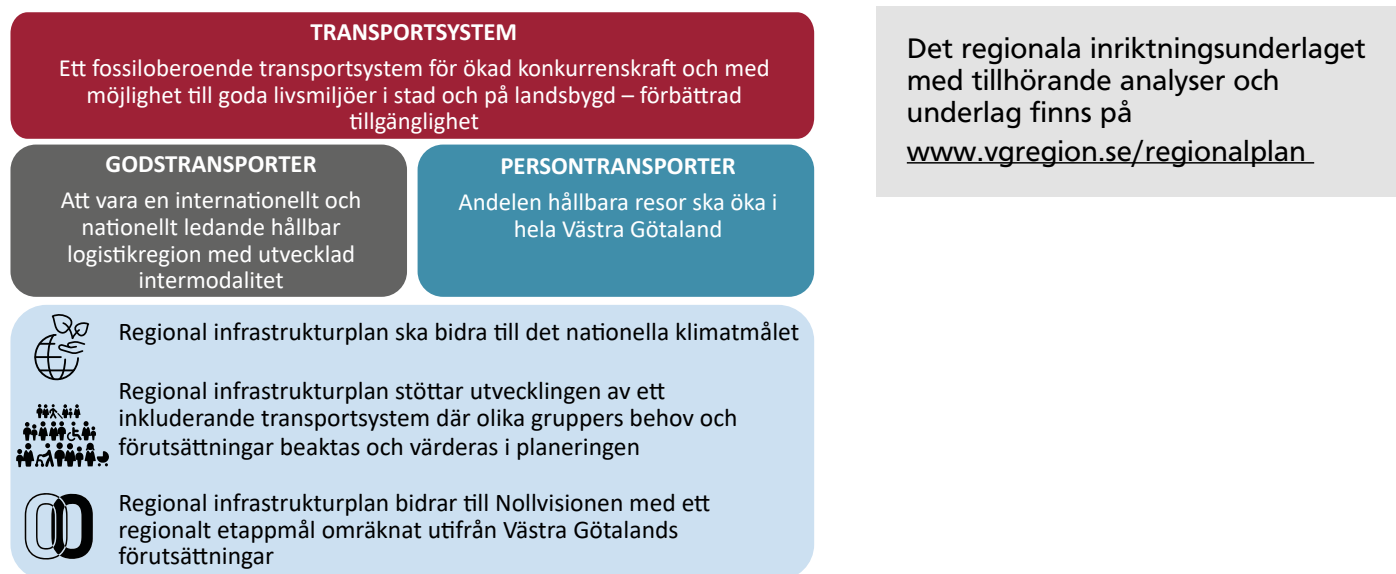 TRANSPORTSYSTEM
Ett fossiloberoende transportsystem för ökad konkurrenskraft och med
möjlighet till goda livsmiljöer i stad och på landsbygd – förbättrad
tillgänglighet
GODSTRANSPORTER
Att vara en internationellt och
nationellt ledande hållbar
logistikregion med utvecklad
intermodalitet
PERSONTRANSPORTER
Andelen hållbara resor ska öka i
hela Västra Götaland
Regional infrastrukturplan ska bidra till det nationella klimatmålet
Regional infrastrukturplan stöttar utvecklingen av ett
inkluderande transportsystem där olika gruppers behov och
förutsättningar beaktas och värderas i planeringen
Regional infrastrukturplan bidrar till Nollvisionen med ett
regionalt etappmål omräknat utifrån Västra Götalands
förutsättningar
Det regionala inriktningsunderlaget
med tillhörande analyser och
underlag finns på
www.vgregion.se/regionalplan